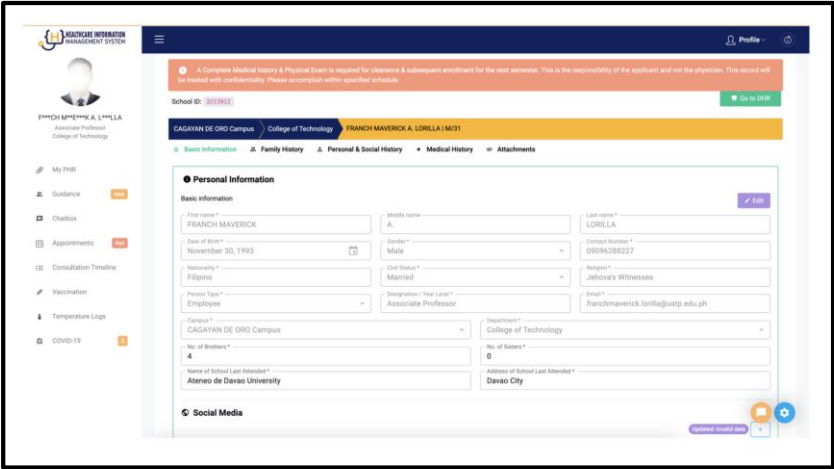 HEALTHCARE INFORMATION
MANAGEMENT SYSTEM
Profile
F***CH M**E***K A. L***LLA
Associate Professor
College of Technology
My PHR
Guidance new
Chatbox
Appointments Hot
Consultation Timeline
Vaccination
Temperature Logs
COVID-19 2
A Complete Medical history & Physical Exam is required for clearance & subsequent enrollment for the next semester. This is the responsibility of the applicant and not the physician. This record will
be treated with confidentiality. Please accomplish within specified schedule.
School ID: 3213912
Go to DHR
CAGAYAN DE ORO Campus College of Technology FRANCH MAVERICK A. LORILLA | M/31
Basic Information Family History Personal & Social History Medical History Attachments
Personal Information
Basic information
Edit
First name * Middle name Last name *
FRANCH MAVERICK A. LORILLA
Date of Birth * Gender * Contact Number *
November 30, 1993 Male 09096288227
Nationality * Civil Status * Religion *
Filipino Married Jehova's Witnesses
Person Type * Designation / Year Level * Email *
Employee Associate Professor franchmaverick.lorilla@ustp.edu.ph
Campus * Department *
CAGAYAN DE ORO Campus College of Technology
No. of Brothers * No. of Sisters *
4 0
Name of School Last Attended * Address of School Last Attended *
Ateneo de Davao University Davao City
Social Media
Updated: Invalid date +